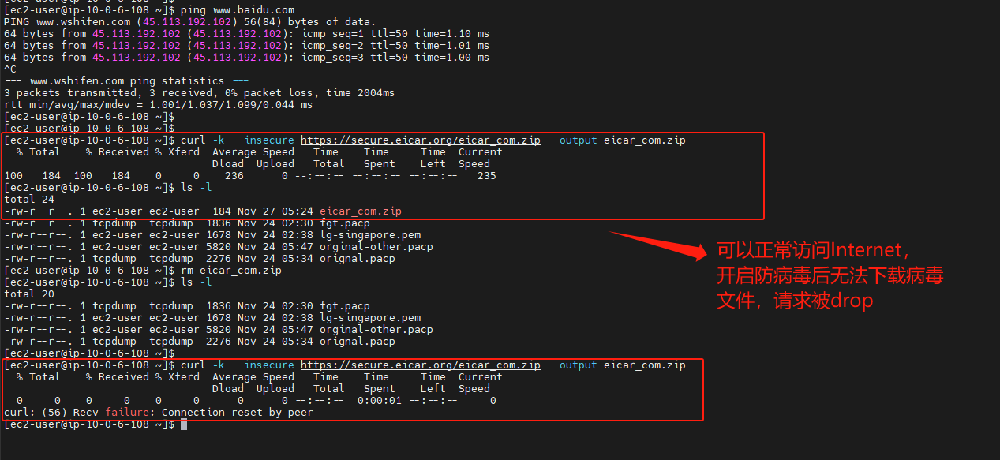 [ec2-user@ip-10-0-6-108 ~]$
[ec2-user@ip-10-0-6-108 ~]$ ping www.baidu.com
PING www.wshifen.com (45.113.192.102) 56(84) bytes of data.
64 bytes from 45.113.192.102 (45.113.192.102): icmp_seq=1 ttl=50 time=1.10 ms
64 bytes from 45.113.192.102 (45.113.192.102): icmp_seq=2 ttl=50 time=1.01 ms
64 bytes from 45.113.192.102 (45.113.192.102): icmp_seq=3 ttl=50 time=1.00 ms
^C
--- www.wshifen.com ping statistics ---
3 packets transmitted, 3 received, 0% packet loss, time 2004ms
rtt min/avg/max/mdev = 1.001/1.037/1.099/0.044 ms
[ec2-user@ip-10-0-6-108 ~]$
[ec2-user@ip-10-0-6-108 ~]$
[ec2-user@ip-10-0-6-108 ~]$ curl -k --insecure https://secure.eicar.org/eicar_com.zip --output eicar_com.zip
% Total % Received % Xferd Average Speed Time Time Time Current
Dload Upload Total Spent Left Speed
100 184 100 184 0 0 236 0 --:--:-- --:--:-- --:--:-- 235
[ec2-user@ip-10-0-6-108 ~]$ ls -l
total 24
-rw-r--r--. 1 ec2-user ec2-user 184 Nov 27 05:24 eicar_com.zip
-rw-r--r--. 1 tcpdump tcpdump 1836 Nov 24 02:30 fgt.pacp
-rw-r--r--. 1 ec2-user ec2-user 1678 Nov 24 02:38 lg-singapore.pem
-rw-r--r--. 1 ec2-user ec2-user 5820 Nov 24 05:47 orginal-other.pacp
-rw-r--r--. 1 tcpdump tcpdump 2276 Nov 24 05:34 orignal.pacp
[ec2-user@ip-10-0-6-108 ~]$ rm eicar_com.zip
[ec2-user@ip-10-0-6-108 ~]$ ls -l
total 20
-rw-r--r--. 1 tcpdump tcpdump 1836 Nov 24 02:30 fgt.pacp
-rw-r--r--. 1 ec2-user ec2-user 1678 Nov 24 02:38 lg-singapore.pem
-rw-r--r--. 1 ec2-user ec2-user 5820 Nov 24 05:47 orginal-other.pacp
-rw-r--r--. 1 tcpdump tcpdump 2276 Nov 24 05:34 orignal.pacp
[ec2-user@ip-10-0-6-108 ~]$
[ec2-user@ip-10-0-6-108 ~]$ curl -k --insecure https://secure.eicar.org/eicar_com.zip --output eicar_com.zip
% Total % Received % Xferd Average Speed Time Time Time Current
Dload Upload Total Spent Left Speed
0 0 0 0 0 0 0 0 --:--:-- 0:00:01 --:--:-- 0
curl: (56) Recv failure: Connection reset by peer
[ec2-user@ip-10-0-6-108 ~]$
可以正常访问Internet，
开启防病毒后无法下载病毒
文件，请求被drop